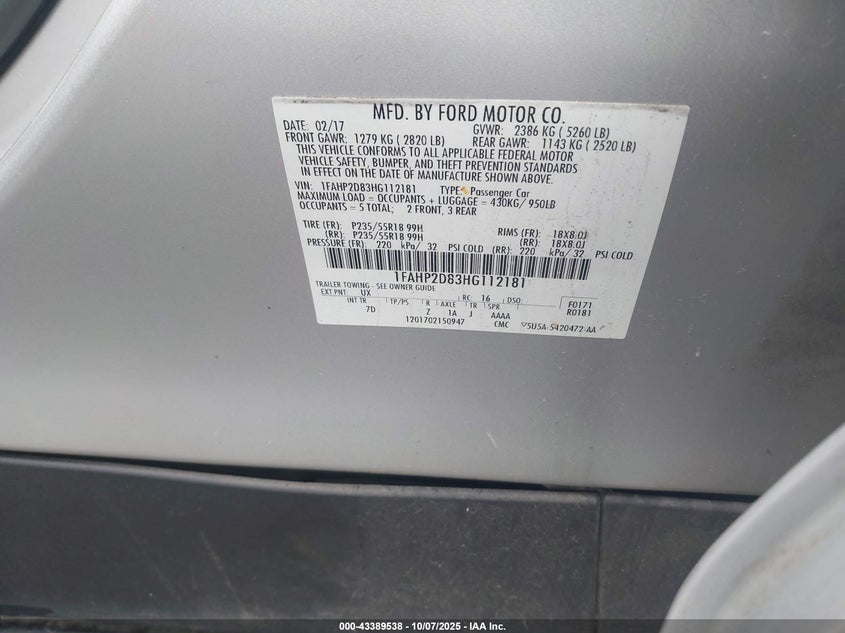 MFD. BY FORD MOTOR CO.
DATE: 02/17 GVWR: 2386 KG ( 5260 LB)
FRONT GAWR: 1279 KG ( 2820 LB) REAR GAWR: 1143 KG ( 2520 LB)
THIS VEHICLE CONFORMS TO ALL APPLICABLE FEDERAL MOTOR
VEHICLE SAFETY, BUMPER, AND THEFT PREVENTION STANDARDS
IN EFFECT ON THE DATE OF MANUFACTURE SHOWN ABOVE.
VIN: 1FAHP2D83HG112181 TYPE: Passenger Car
MAXIMUM LOAD = OCCUPANTS + LUGGAGE = 430KG/ 950LB
OCCUPANTS = 5 TOTAL; 2 FRONT, 3 REAR
TIRE (FR): P235/55R18 99H RIMS (FR): 18X8.0J
(RR): P235/55R18 99H (RR): 18X8.0J
PRESSURE (FR): 220 kPa/ 32 PSI COLD (RR): 220 kPa/ 32 PSI COLD
1FAHP2D83HG112181
TRAILER TOWING - SEE OWNER GUIDE
EXT PNT: UX RC: 16 DSO: F0171
INT TR TP/PS R AXLE TR SPR R0181
7D Z 1A J AAAA
1201702150947 CMC 5U5A-5420472-AA
000-43389538 - 10/07/2025 - IAA Inc.